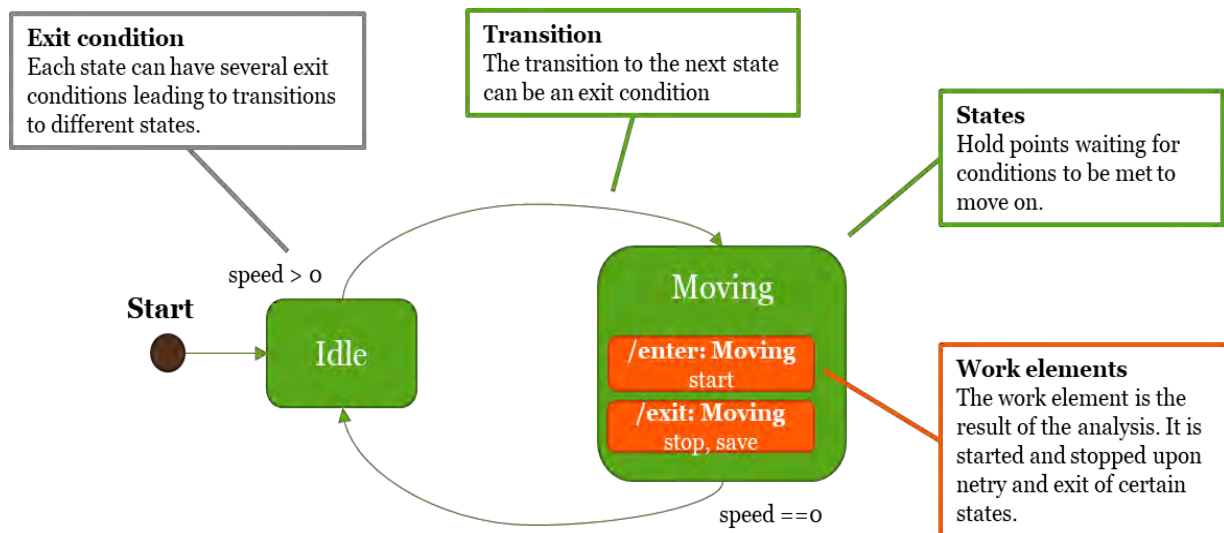 Exit condition
Each state can have several exit
conditions leading to transitions
to different states.
Transition
The transition to the next state
can be an exit condition
States
Hold points waiting for
conditions to be met to
move on.
speed > 0
Start
Idle
Moving
/enter: Moving
start
/exit: Moving
stop, save
speed ==0
Work elements
The work element is the
result of the analysis. It is
started and stopped upon
netry and exit of certain
states.